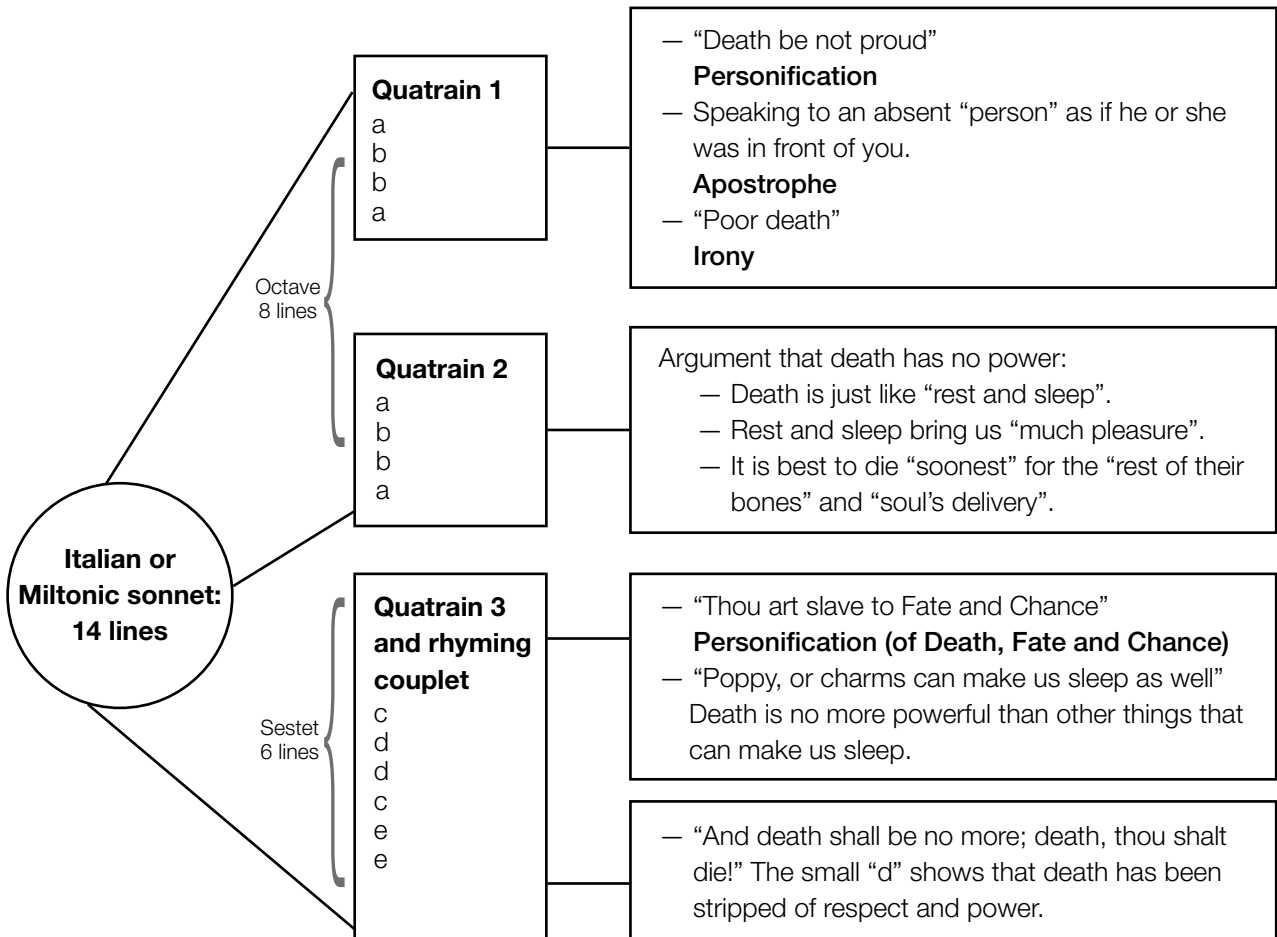 Italian or
Miltonic sonnet:
14 lines
Octave
8 lines
Quatrain 1
a
b
b
a
— “Death be not proud”
Personification
— Speaking to an absent “person” as if he or she
was in front of you.
Apostrophe
— “Poor death”
Irony
Quatrain 2
a
b
b
a
Argument that death has no power:
— Death is just like “rest and sleep”.
— Rest and sleep bring us “much pleasure”.
— It is best to die “soonest” for the “rest of their
bones” and “soul’s delivery”.
Sestet
6 lines
Quatrain 3
and rhyming
couplet
c
d
d
c
e
e
— “Thou art slave to Fate and Chance”
Personification (of Death, Fate and Chance)
— “Poppy, or charms can make us sleep as well”
Death is no more powerful than other things that
can make us sleep.
— “And death shall be no more; death, thou shalt
die!” The small “d” shows that death has been
stripped of respect and power.